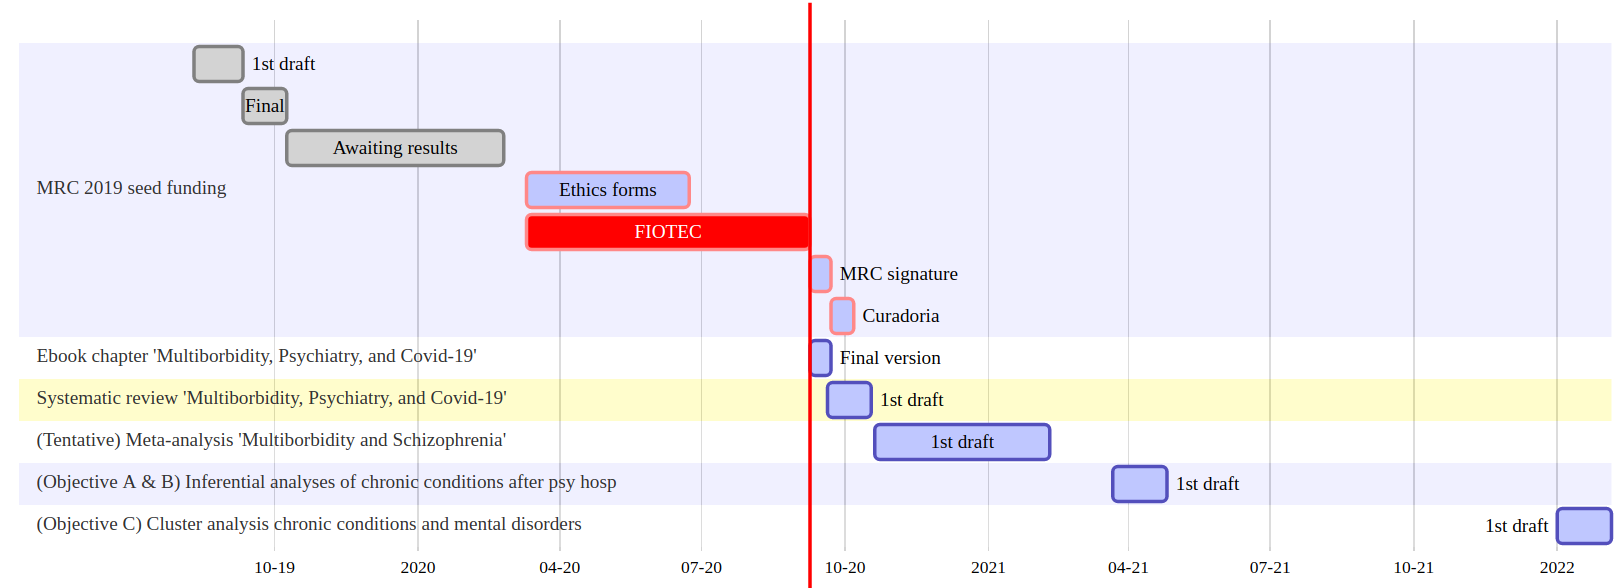 1st draft
Final
Awaiting results
MRC 2019 seed funding
Ethics forms
FIOTEC
MRC signature
Curadoria
Ebook chapter 'Multiborbidity, Psychiatry, and Covid-19'
Final version
Systematic review 'Multiborbidity, Psychiatry, and Covid-19'
1st draft
(Tentative) Meta-analysis 'Multiborbidity and Schizophrenia'
1st draft
(Objective A & B) Inferential analyses of chronic conditions after psy hosp
1st draft
(Objective C) Cluster analysis chronic conditions and mental disorders
1st draft
10-19 2020 04-20 07-20 10-20 2021 04-21 07-21 10-21 2022